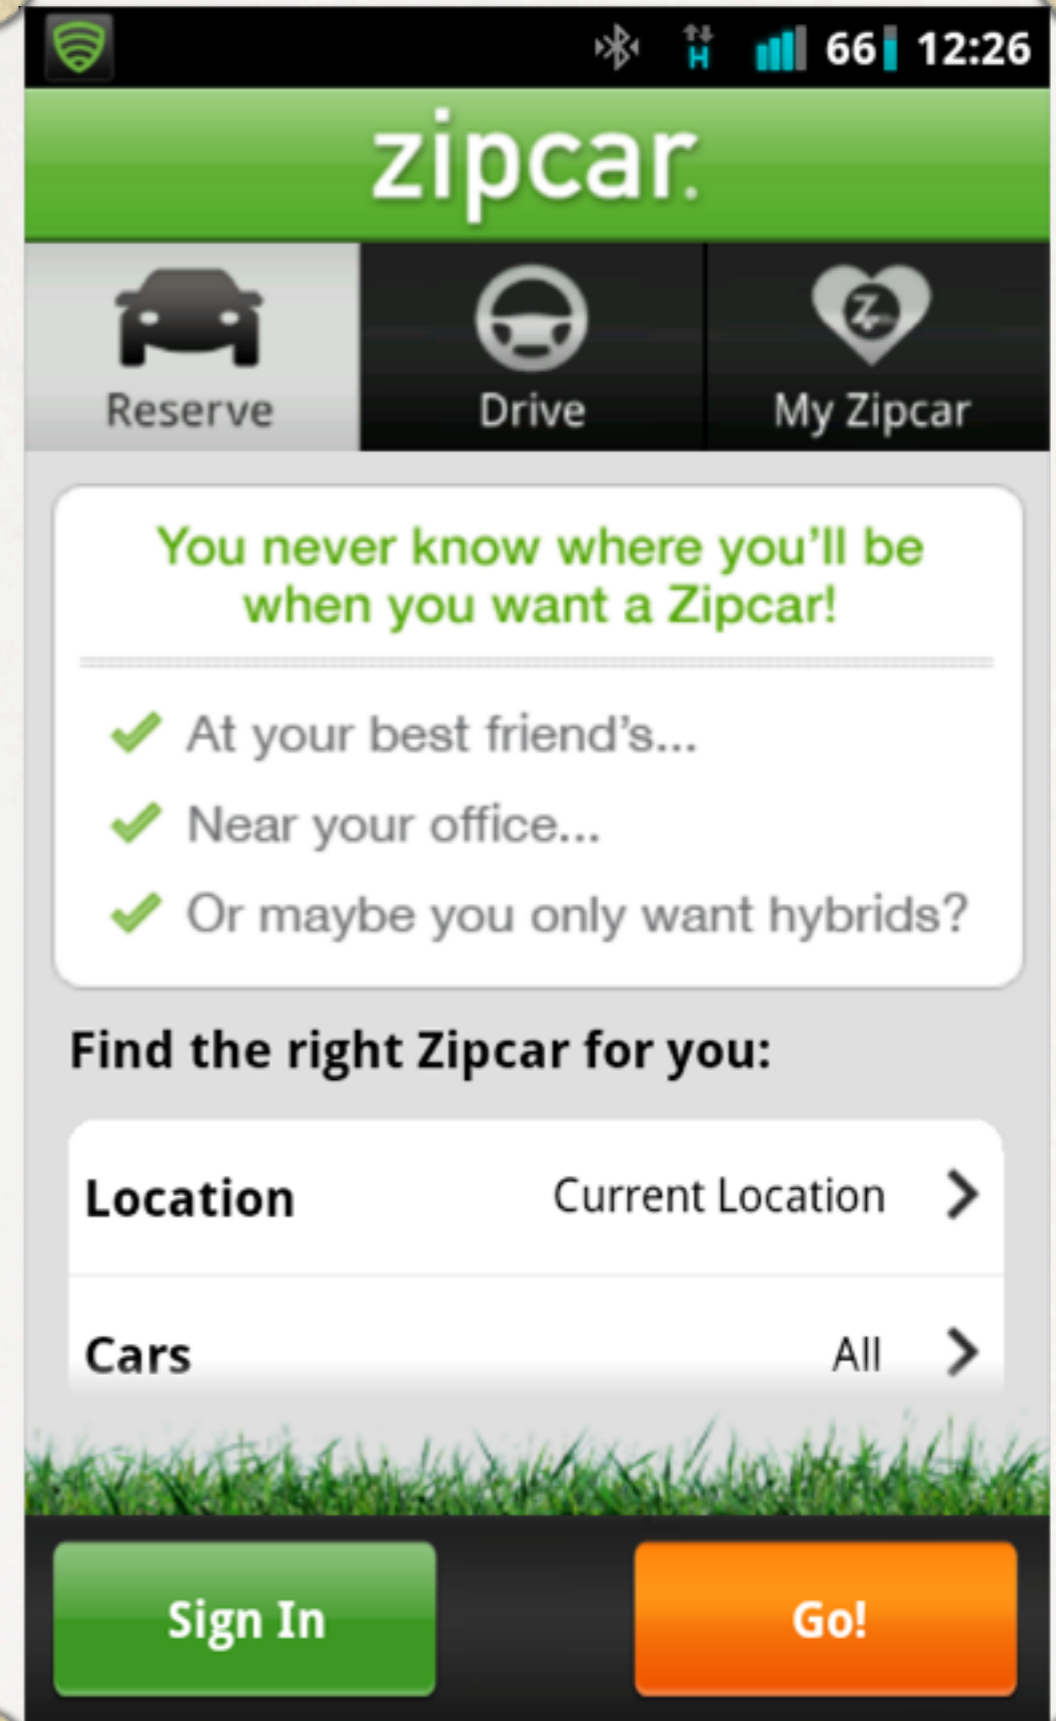 66 12:26
zipcar.
Reserve
Drive
My Zipcar
You never know where you'll be
when you want a Zipcar!
At your best friend's...
Near your office...
Or maybe you only want hybrids?
Find the right Zipcar for you:
Location Current Location
Cars All
Sign In
Go!